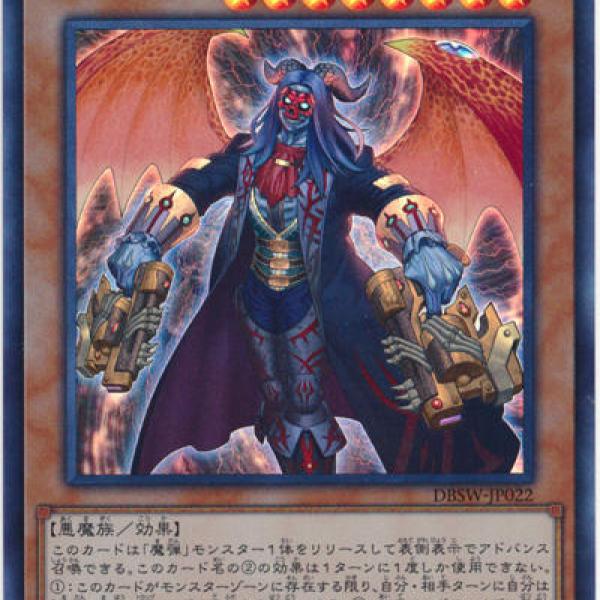 DBSW-JP022
【悪魔族／効果】
このカードは「魔弾」モンスター１体をリリースして表側表示でアドバンス
召喚できる。このカード名の②の効果は１ターンに１度しか使用できない。
①：このカードがモンスターゾーンに存在する限り、自分・相手ターンに自分は